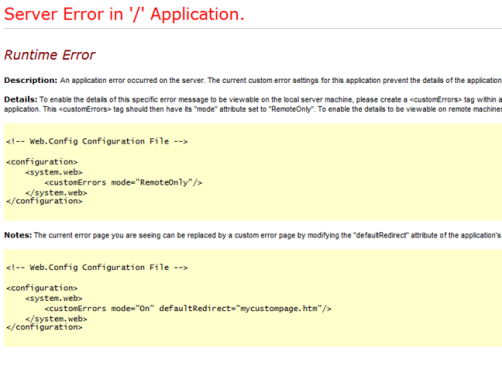 Server Error in '/' Application.
Runtime Error
Description: An application error occurred on the server. The current custom error settings for this application prevent the details of the application
Details: To enable the details of this specific error message to be viewable on the local server machine, please create a <customErrors> tag within a
application. This <customErrors> tag should then have its "mode" attribute set to "RemoteOnly". To enable the details to be viewable on remote machines
<!-- Web.Config Configuration File -->
<configuration>
<system.web>
<customErrors mode="RemoteOnly"/>
</system.web>
</configuration>
Notes: The current error page you are seeing can be replaced by a custom error page by modifying the "defaultRedirect" attribute of the application's
<!-- Web.Config Configuration File -->
<configuration>
<system.web>
<customErrors mode="On" defaultRedirect="mycustompage.htm"/>
</system.web>
</configuration>